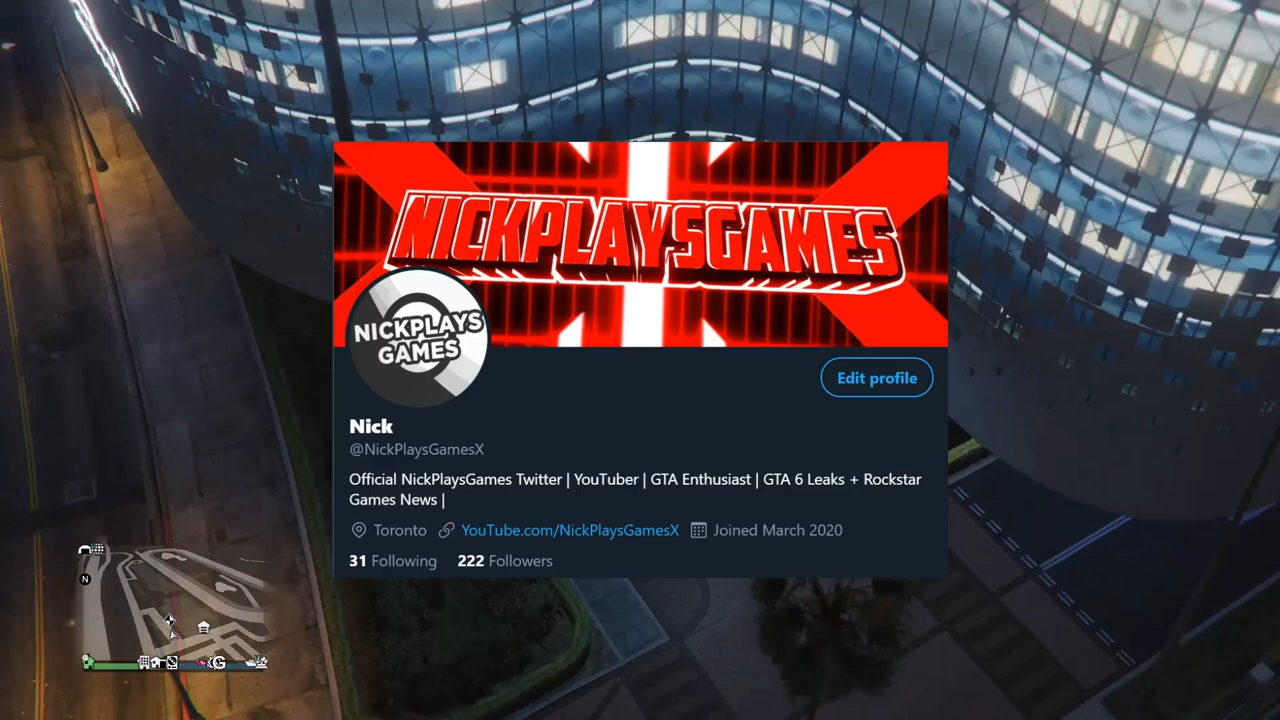 NICKPLAYSGAMES
NICKPLAYS
GAMES
Edit profile
Nick
@NickPlaysGamesX
Official NickPlaysGames Twitter | YouTuber | GTA Enthusiast | GTA 6 Leaks + Rockstar
Games News |
Toronto YouTube.com/NickPlaysGamesX Joined March 2020
31 Following 222 Followers
N
G